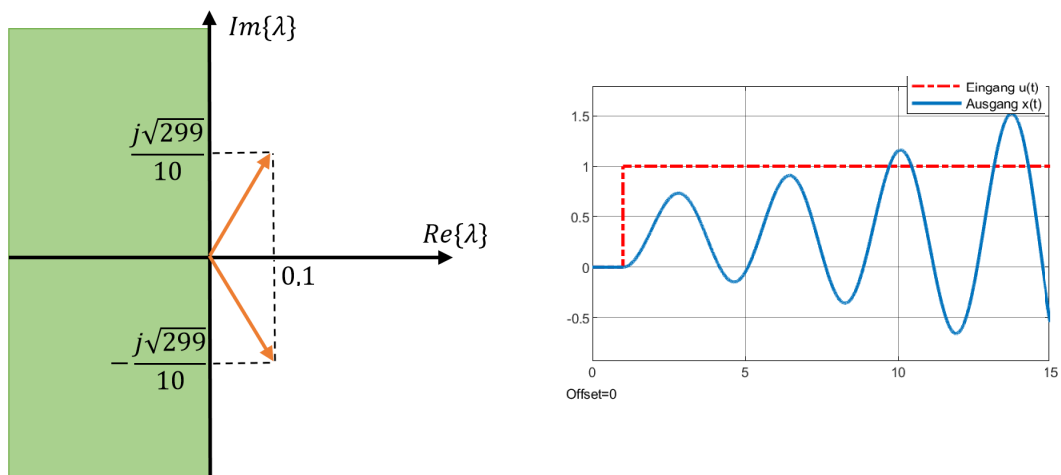 Im{λ}
j√299
10
Re{λ}
0,1
− j√299
10
Eingang u(t)
Ausgang x(t)
1.5
1
0.5
0
-0.5
0
5
10
15
Offset=0